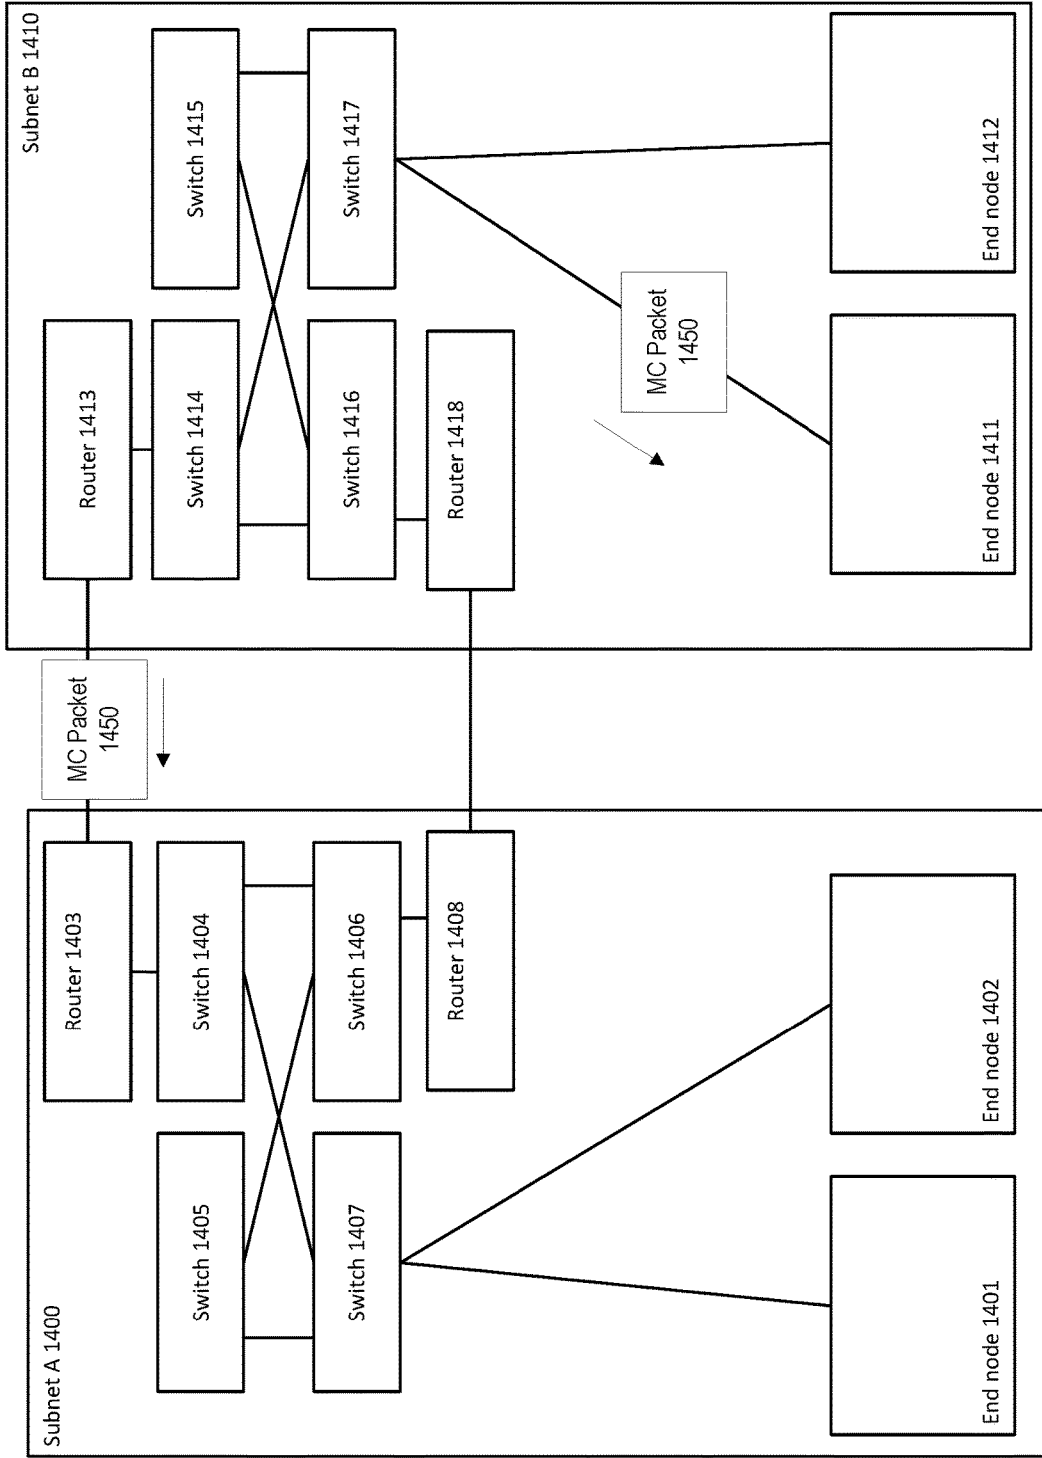 Subnet A 1400
Router 1403
Switch 1405
Switch 1404
Switch 1407
Switch 1406
Router 1408
End node 1401
End node 1402
MC Packet
1450
Subnet B 1410
Router 1413
Switch 1414
Switch 1415
Switch 1416
Switch 1417
Router 1418
MC Packet
1450
End node 1411
End node 1412